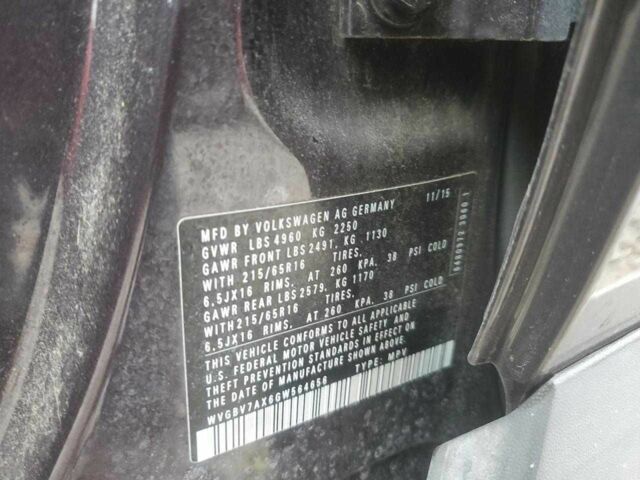 MFD BY VOLKSWAGEN AG GERMANY 11/15
GVWR LBS 4960 KG 2250
GAWR FRONT LBS 2491, KG 1130
WITH 215/65R16 TIRES,
6.5JX16 RIMS, AT 260 KPA, 38 PSI COLD
GAWR REAR LBS 2579, KG 1170
WITH 215/65R16 TIRES,
6.5JX16 RIMS, AT 260 KPA, 38 PSI COLD
THIS VEHICLE CONFORMS TO ALL APPLICABLE
U.S. FEDERAL MOTOR VEHICLE SAFETY AND
THEFT PREVENTION STANDARDS IN EFFECT ON
THE DATE OF MANUFACTURE SHOWN ABOVE.
WVGBV7AX6GW564656 TYPE: MPV